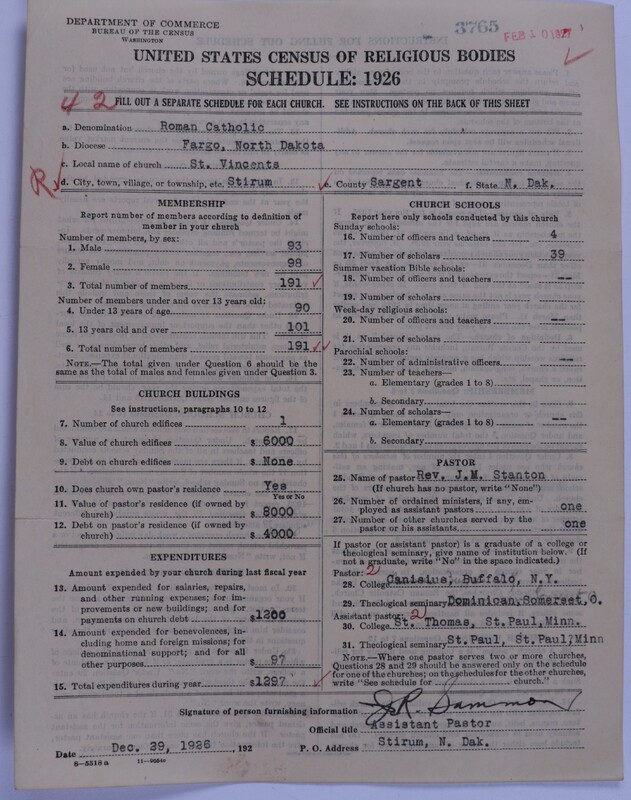 DEPARTMENT OF COMMERCE
BUREAU OF THE CENSUS
WASHINGTON
3765
FEB 10 1927
UNITED STATES CENSUS OF RELIGIOUS BODIES
SCHEDULE: 1926
42
FILL OUT A SEPARATE SCHEDULE FOR EACH CHURCH. SEE INSTRUCTIONS ON THE BACK OF THIS SHEET
a. Denomination Roman Catholic
b. Diocese Fargo, North Dakota
c. Local name of church St. Vincents
R
d. City, town, village, or township, etc. Stirum e. County Sargent f. State N. Dak.
MEMBERSHIP
Report number of members according to definition of
member in your church
Number of members, by sex:
1. Male 93
2. Female 98
3. Total number of members 191
Number of members under and over 13 years old:
4. Under 13 years of age 90
5. 13 years old and over 101
6. Total number of members 191
NOTE.—The total given under Question 6 should be the
same as the total of males and females given under Question 3.
CHURCH BUILDINGS
See instructions, paragraphs 10 to 12
7. Number of church edifices 1
8. Value of church edifices $ 6000
9. Debt on church edifices $ None
10. Does church own pastor's residence Yes
Yes or No
11. Value of pastor's residence (if owned by
church) $ 8000
12. Debt on pastor's residence (if owned by
church) $ 4000
EXPENDITURES
Amount expended by your church during last fiscal year
13. Amount expended for salaries, repairs,
and other running expenses; for im-
provements or new buildings; and for
payments on church debt $1200
14. Amount expended for benevolences, in-
cluding home and foreign missions; for
denominational support; and for all
other purposes $ 97
15. Total expenditures during year $1297
CHURCH SCHOOLS
Report here only schools conducted by this church
Sunday schools:
16. Number of officers and teachers 4
17. Number of scholars 39
Summer vacation Bible schools:
18. Number of officers and teachers --
19. Number of scholars
Week-day religious schools:
20. Number of officers and teachers --
21. Number of scholars
Parochial schools:
22. Number of administrative officers --
23. Number of teachers—
a. Elementary (grades 1 to 8)
b. Secondary
24. Number of scholars—
a. Elementary (grades 1 to 8) --
b. Secondary
PASTOR
25. Name of pastor Rev. J.M. Stanton
(If church has no pastor, write "None")
26. Number of ordained ministers, if any, em-
ployed as assistant pastors one
27. Number of other churches served by the
pastor or his assistants one
If pastor (or assistant pastor) is a graduate of a college or
theological seminary, give name of institution below. (If
not a graduate, write "No" in the space indicated.)
Pastor: 2
28. College Canisius, Buffalo, N.Y.
29. Theological seminary Dominican, Somerset, O.
Assistant pastor: 2
30. College St. Thomas, St.Paul, Minn.
31. Theological seminary St.Paul, St.Paul, Minn
NOTE.—Where one pastor serves two or more churches,
Questions 28 and 29 should be answered only on the schedule
for one of the churches; on the schedules for the other churches,
write "See schedule for church."
Signature of person furnishing information J.R. Sammon
Official title Assistant Pastor
Date Dec. 29, 1926 , 192 P. O. Address Stirum, N. Dak.
8-5518 a